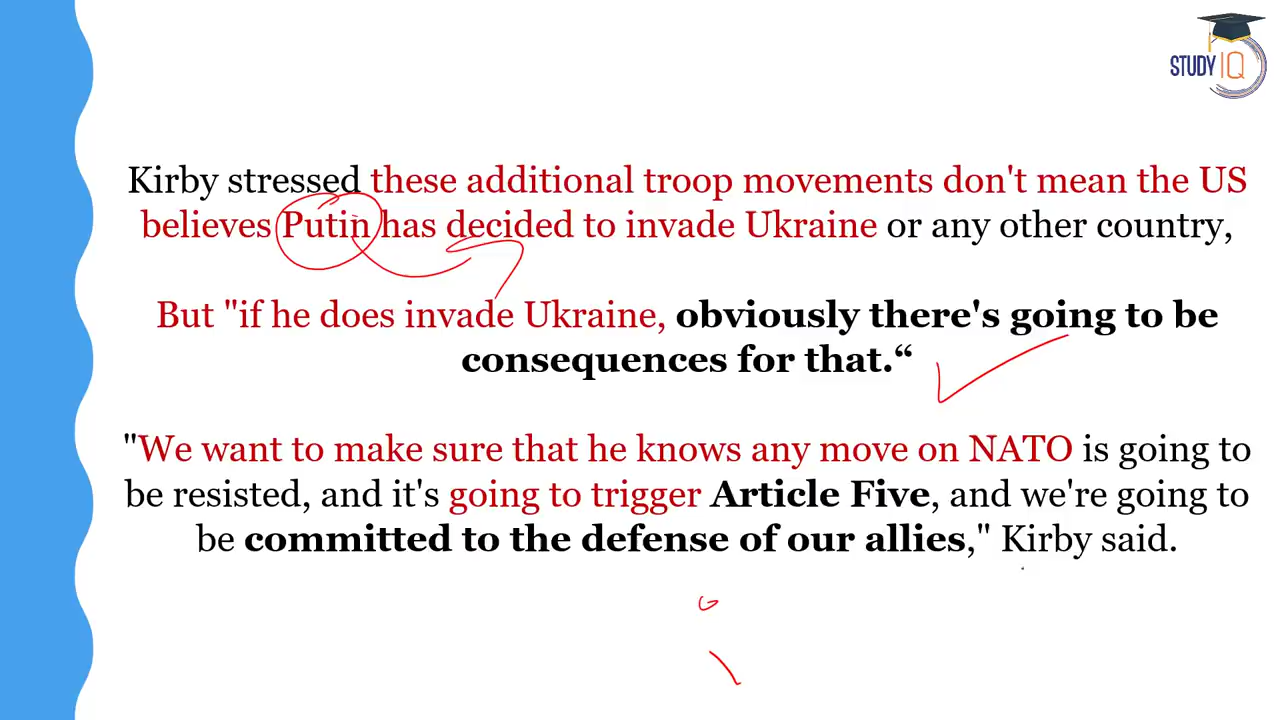 STUDY IQ
Kirby stressed these additional troop movements don't mean the US
believes Putin has decided to invade Ukraine or any other country,
But "if he does invade Ukraine, obviously there's going to be
consequences for that.“
"We want to make sure that he knows any move on NATO is going to
be resisted, and it's going to trigger Article Five, and we're going to
be committed to the defense of our allies," Kirby said.